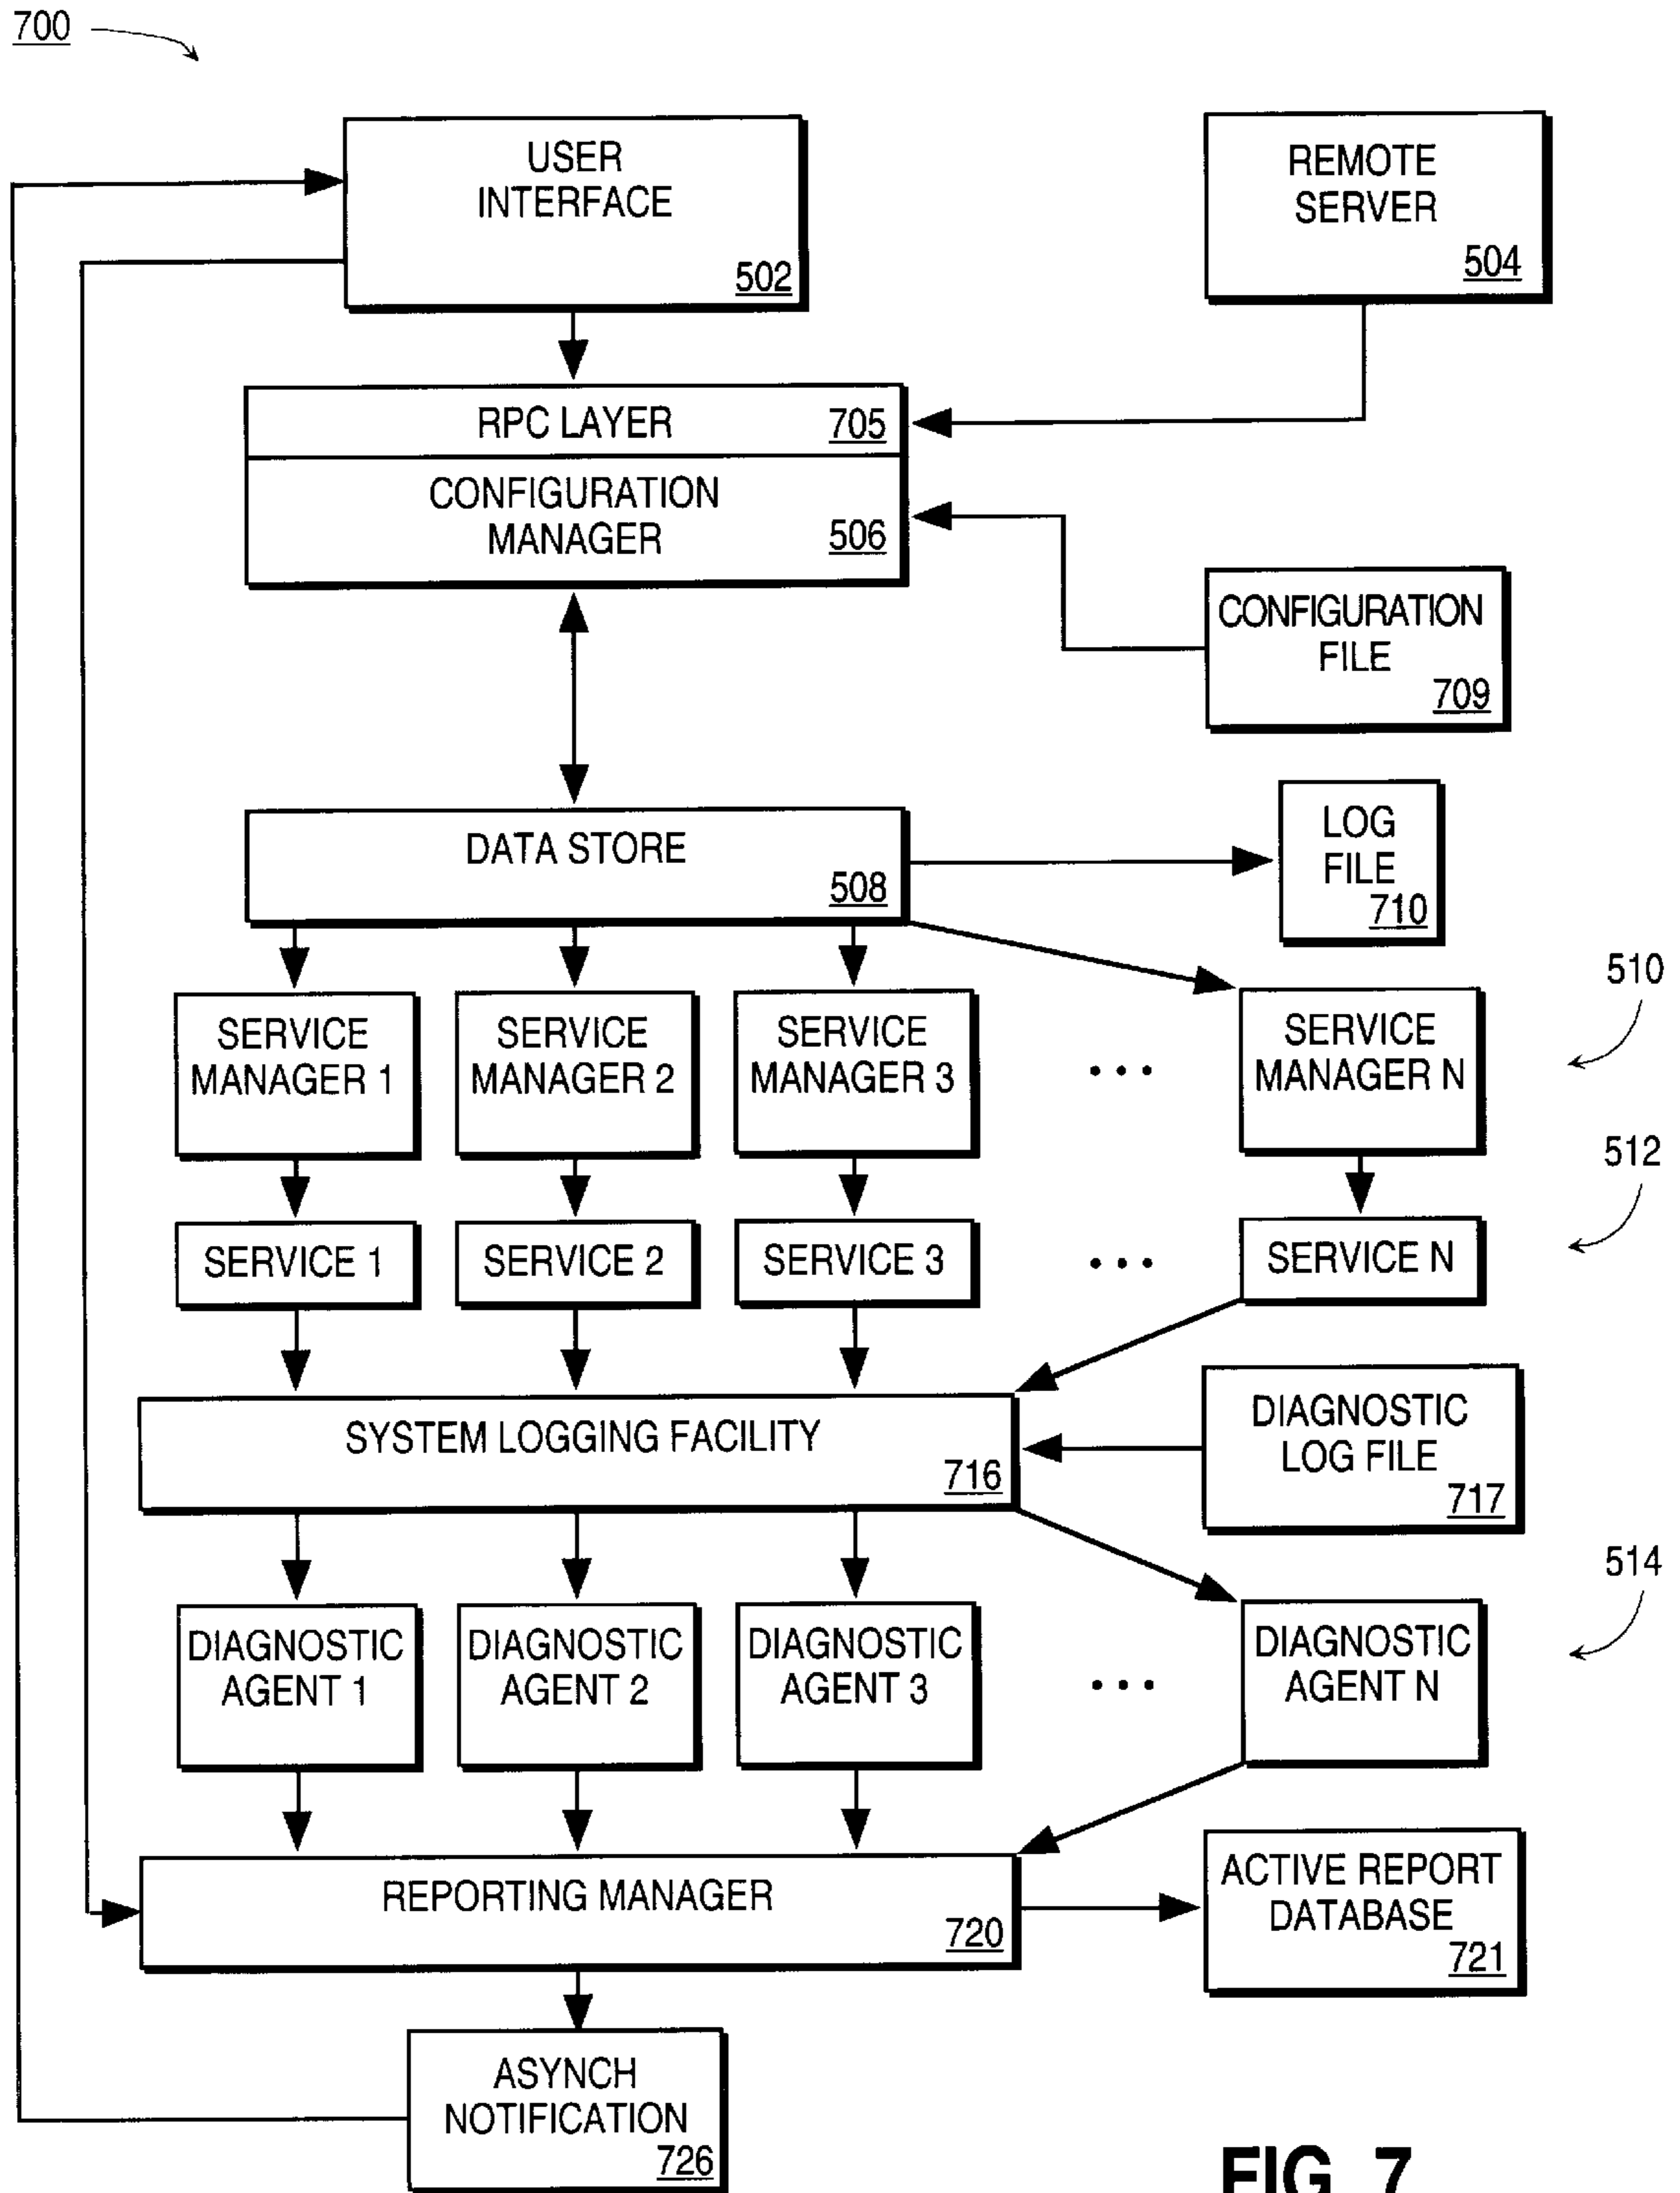 700
USER
INTERFACE
502
REMOTE
SERVER
504
RPC LAYER
705
CONFIGURATION
MANAGER
506
CONFIGURATION
FILE
709
DATA STORE
508
LOG
FILE
710
510
SERVICE
MANAGER 1
SERVICE
MANAGER 2
SERVICE
MANAGER 3
• • •
SERVICE
MANAGER N
512
SERVICE 1
SERVICE 2
SERVICE 3
• • •
SERVICE N
SYSTEM LOGGING FACILITY
716
DIAGNOSTIC
LOG FILE
717
514
DIAGNOSTIC
AGENT 1
DIAGNOSTIC
AGENT 2
DIAGNOSTIC
AGENT 3
• • •
DIAGNOSTIC
AGENT N
REPORTING MANAGER
720
ACTIVE REPORT
DATABASE
721
ASYNCH
NOTIFICATION
726
FIG 7